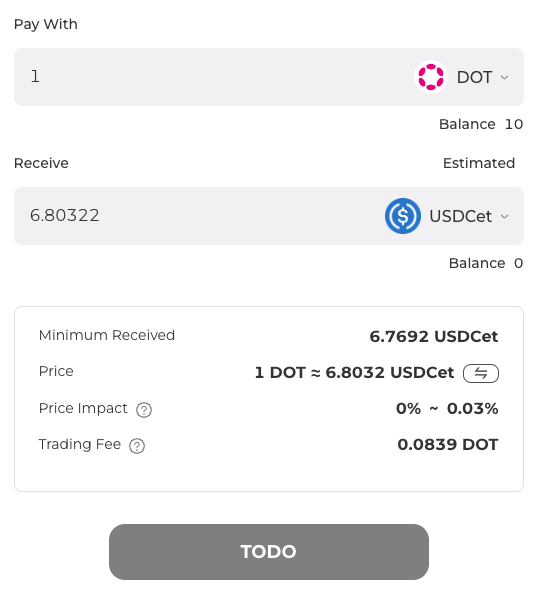 Pay With
1 DOT
Balance 10
Receive Estimated
6.80322 USDCet
Balance 0
Minimum Received 6.7692 USDCet
Price 1 DOT ≈ 6.8032 USDCet
Price Impact ? 0% ~ 0.03%
Trading Fee ? 0.0839 DOT
TODO